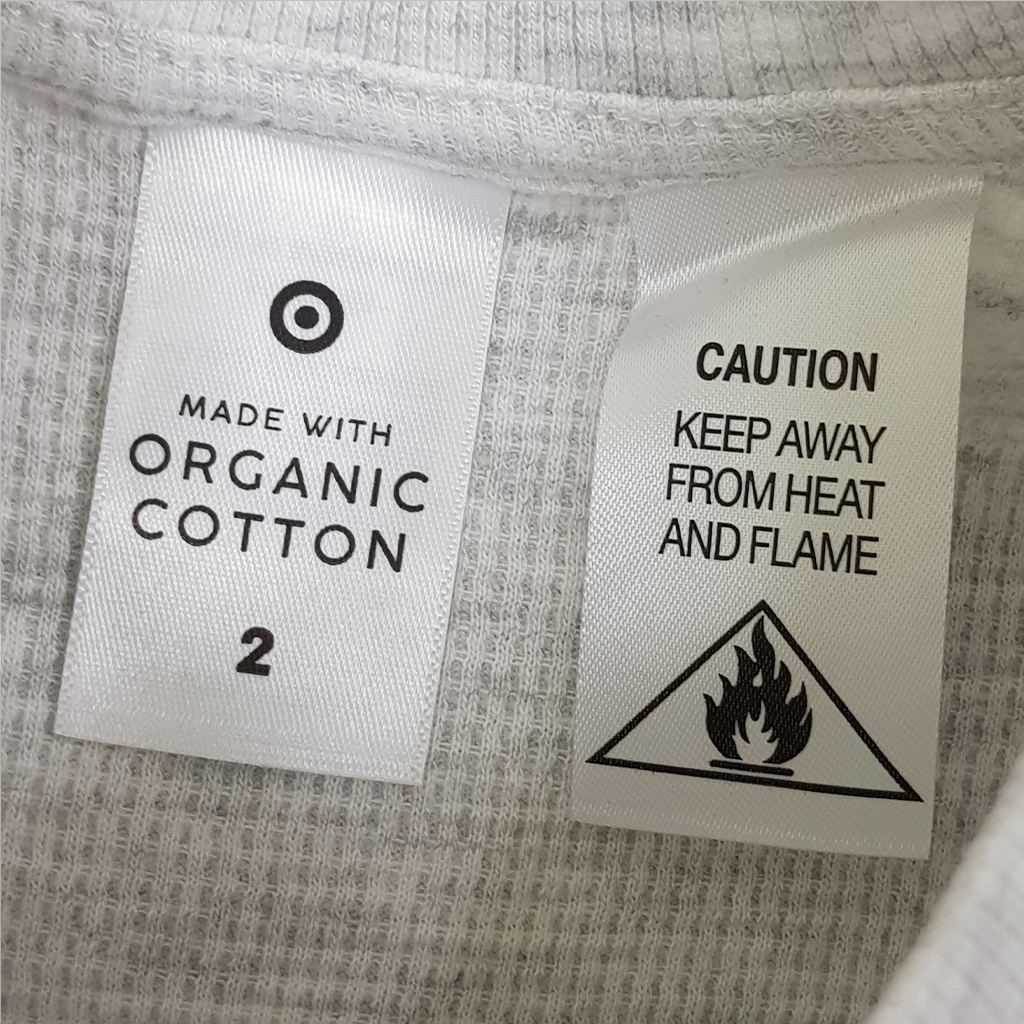 MADE WITH
ORGANIC
COTTON
2
CAUTION
KEEP AWAY
FROM HEAT
AND FLAME